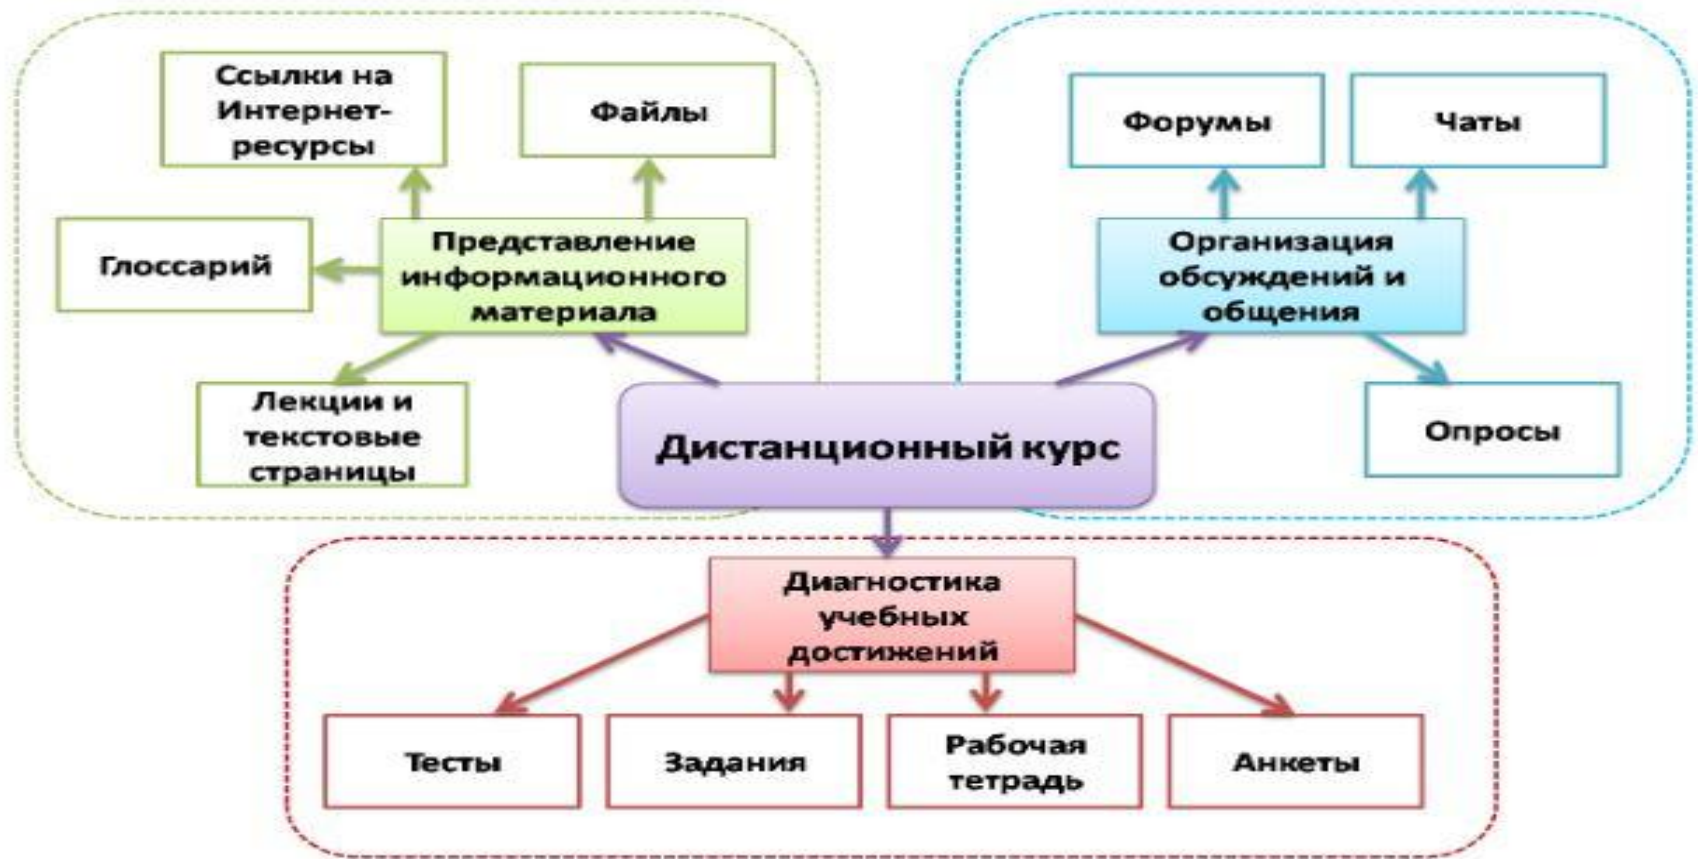 Ссылки на
Интернет-
ресурсы
Файлы
Форумы
Чаты
Глоссарий
Представление
информационного
материала
Организация
обсуждений и
общения
Лекции и
текстовые
страницы
Дистанционный курс
Опросы
Диагностика
учебных
достижений
Тесты
Задания
Рабочая
тетрадь
Анкеты